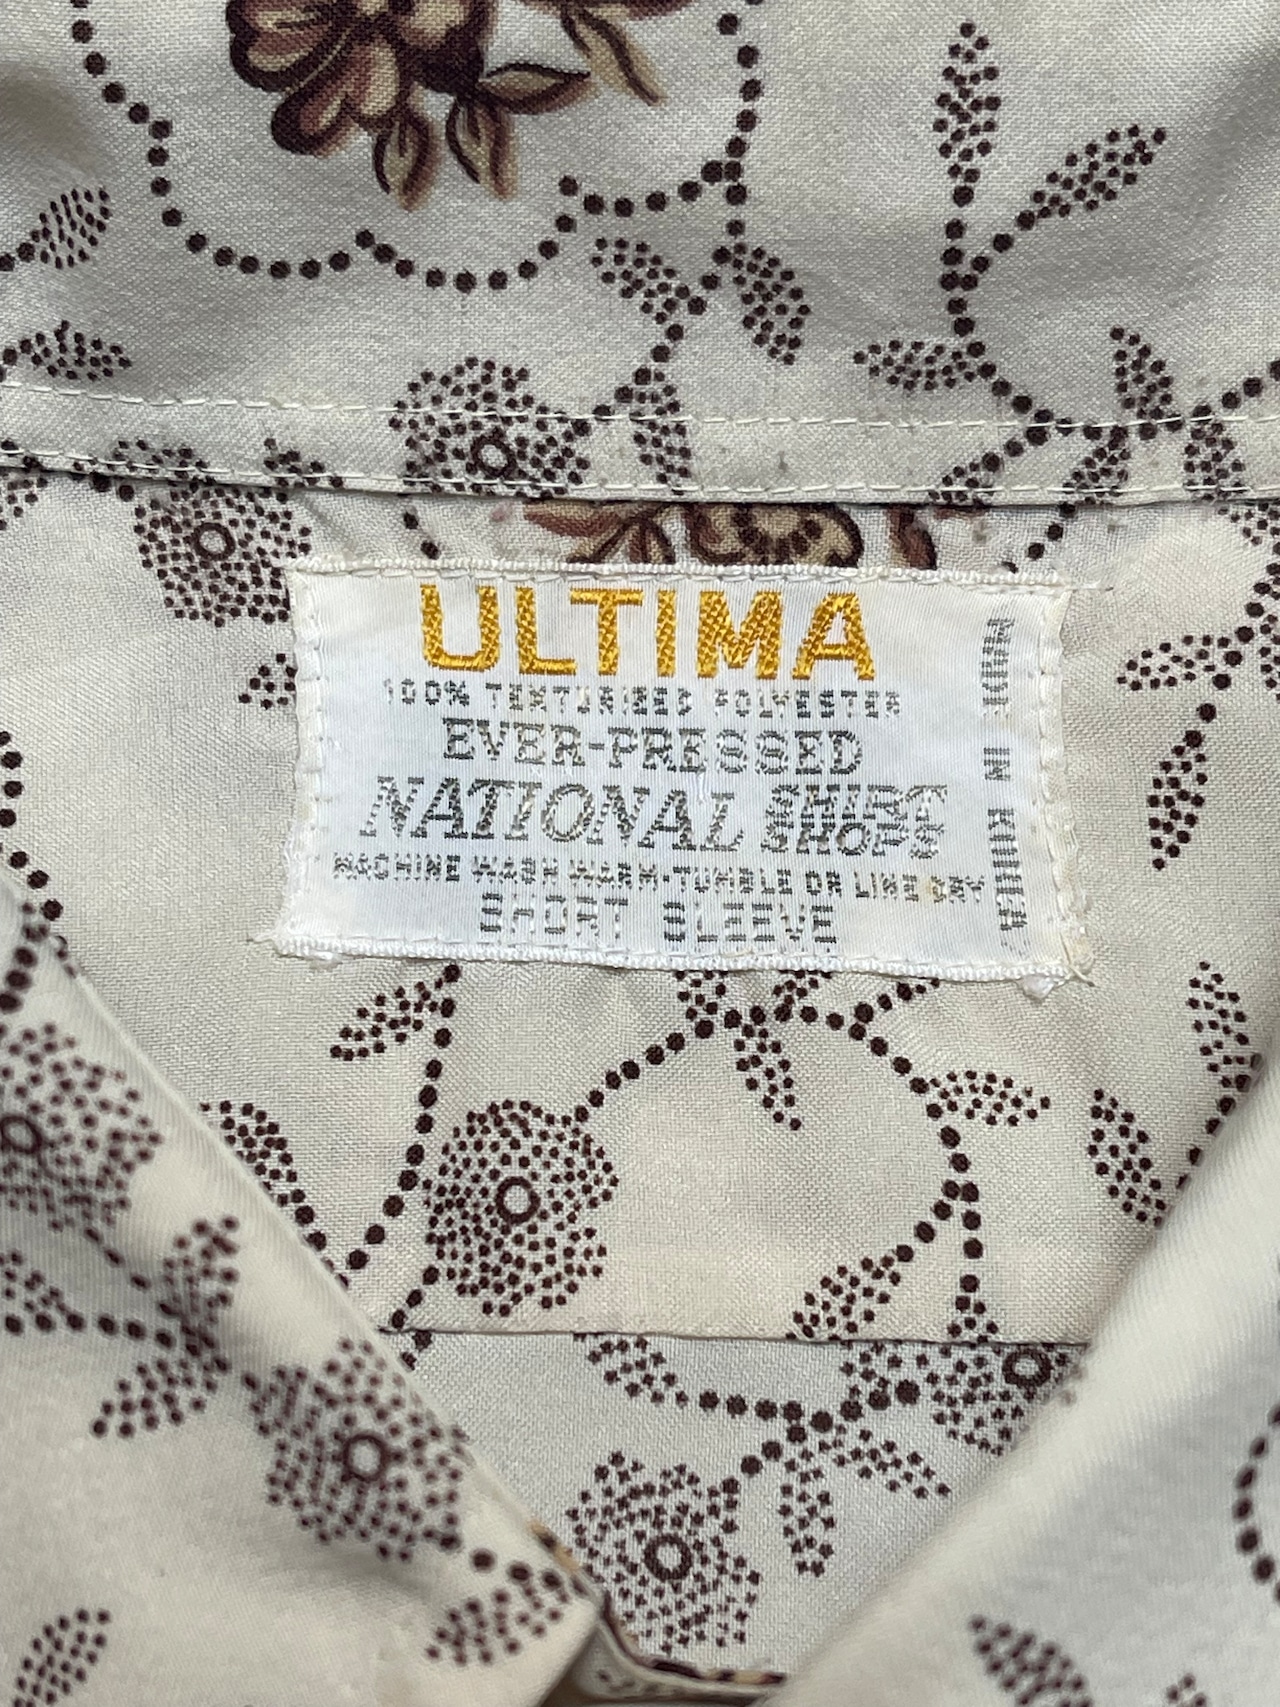 ULTIMA
100% TEXTURIZED POLYESTER
EVER-PRESSED
NATIONAL SHIRT SHOPS
MACHINE WASH WARM-TUMBLE OR LINE DRY
SHORT SLEEVE
MADE IN KOREA